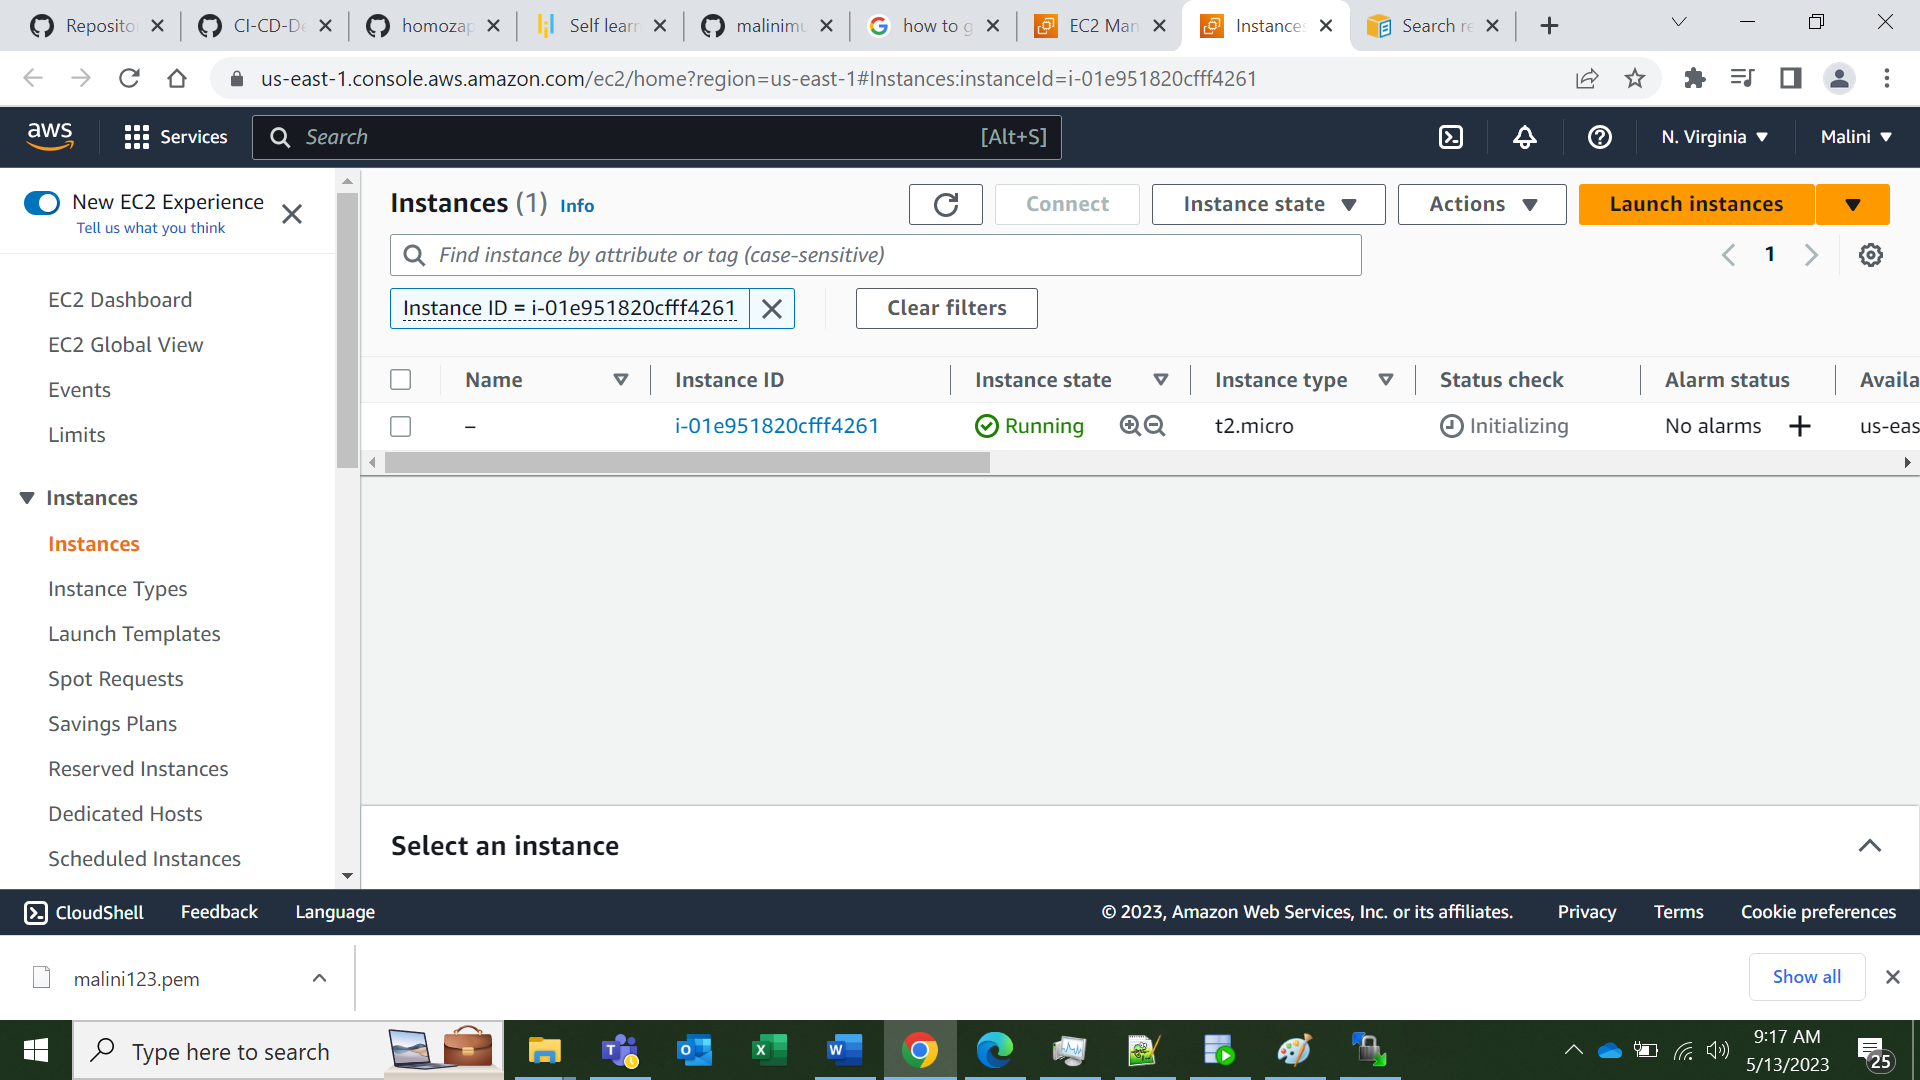 Reposito
CI-CD-De
homozap
Self learn
malinimu
how to g
EC2 Man
Instances
Search re
us-east-1.console.aws.amazon.com/ec2/home?region=us-east-1#Instances:instanceId=i-01e951820cfff4261
aws
Services
Search [Alt+S]
N. Virginia
Malini
New EC2 Experience
Tell us what you think
EC2 Dashboard
EC2 Global View
Events
Limits
Instances
Instances
Instance Types
Launch Templates
Spot Requests
Savings Plans
Reserved Instances
Dedicated Hosts
Scheduled Instances
Instances (1) Info
Connect
Instance state
Actions
Launch instances
Find instance by attribute or tag (case-sensitive)
1
Instance ID = i-01e951820cfff4261
Clear filters
Name Instance ID Instance state Instance type Status check Alarm status Availa
– i-01e951820cfff4261 Running t2.micro Initializing No alarms us-eas
Select an instance
CloudShell Feedback Language © 2023, Amazon Web Services, Inc. or its affiliates. Privacy Terms Cookie preferences
malini123.pem
Show all
Type here to search
9:17 AM
5/13/2023
25